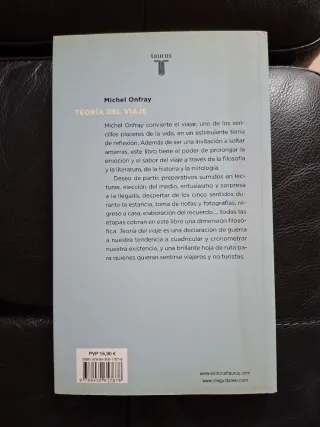 taurus
T
Michel Onfray
TEORÍA DEL VIAJE
Michel Onfray convierte el viajar, uno de los sen-
cillos placeres de la vida, en un estimulante tema
de reflexión. Además de ser una invitación a soltar
amarras, este libro tiene el poder de prolongar la
emoción y el sabor del viaje a través de la filosofía
y la literatura, de la historia y la mitología.
Deseo de partir, preparativos sumidos en lec-
turas, elección del medio, entusiasmo y sorpresa
a la llegada, despertar de los cinco sentidos du-
rante la estancia, toma de notas y fotografías, re-
greso a casa, elaboración del recuerdo..., todas las
etapas cobran en este libro una dimensión filosó-
fica. Teoría del viaje es una declaración de guerra
a nuestra tendencia a cuadricular y cronometrar
nuestra existencia, y una brillante hoja de ruta pa-
ra quienes quieran sentirse viajeros y no turistas.
PVP 16,90 €
www.editorialtaurus.com